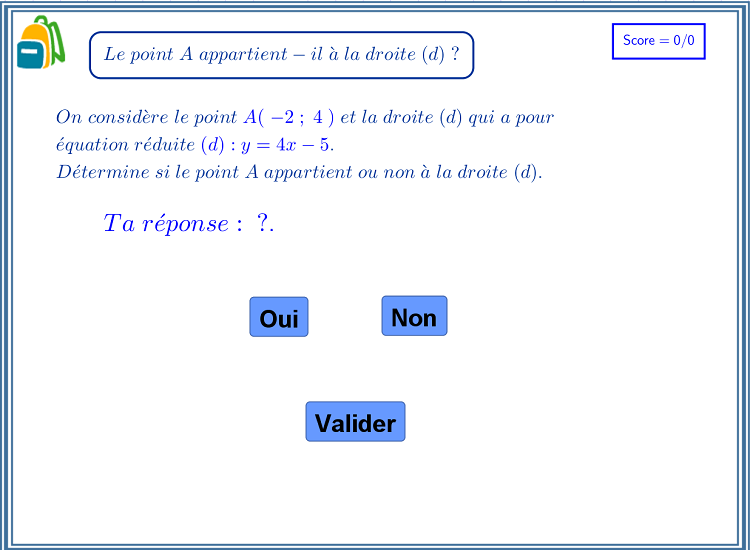 Le point A appartient – il à la droite (d) ?
Score = 0/0
On considère le point A( −2 ; 4 ) et la droite (d) qui a pour
équation réduite (d) : y = 4x − 5.
Détermine si le point A appartient ou non à la droite (d).
Ta réponse : ?.
Oui
Non
Valider